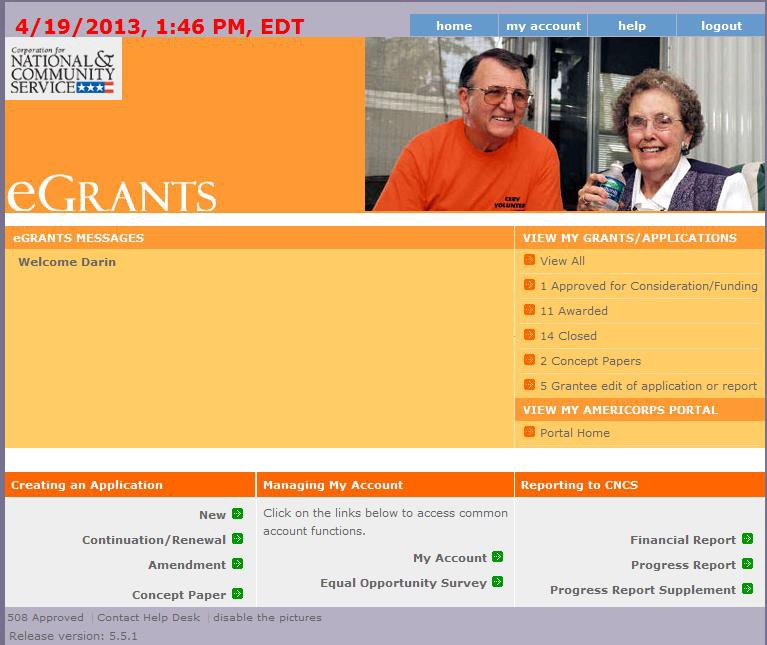 4/19/2013, 1:46 PM, EDT
home
my account
help
logout
Corporation for
NATIONAL &
COMMUNITY
SERVICE
eGRANTS
CERV
VOLUNTEER
eGRANTS MESSAGES
Welcome Darin
VIEW MY GRANTS/APPLICATIONS
View All
1 Approved for Consideration/Funding
11 Awarded
14 Closed
2 Concept Papers
5 Grantee edit of application or report
VIEW MY AMERICORPS PORTAL
Portal Home
Creating an Application
New
Continuation/Renewal
Amendment
Concept Paper
Managing My Account
Click on the links below to access common
account functions.
My Account
Equal Opportunity Survey
Reporting to CNCS
Financial Report
Progress Report
Progress Report Supplement
508 Approved | Contact Help Desk | disable the pictures
Release version: 5.5.1